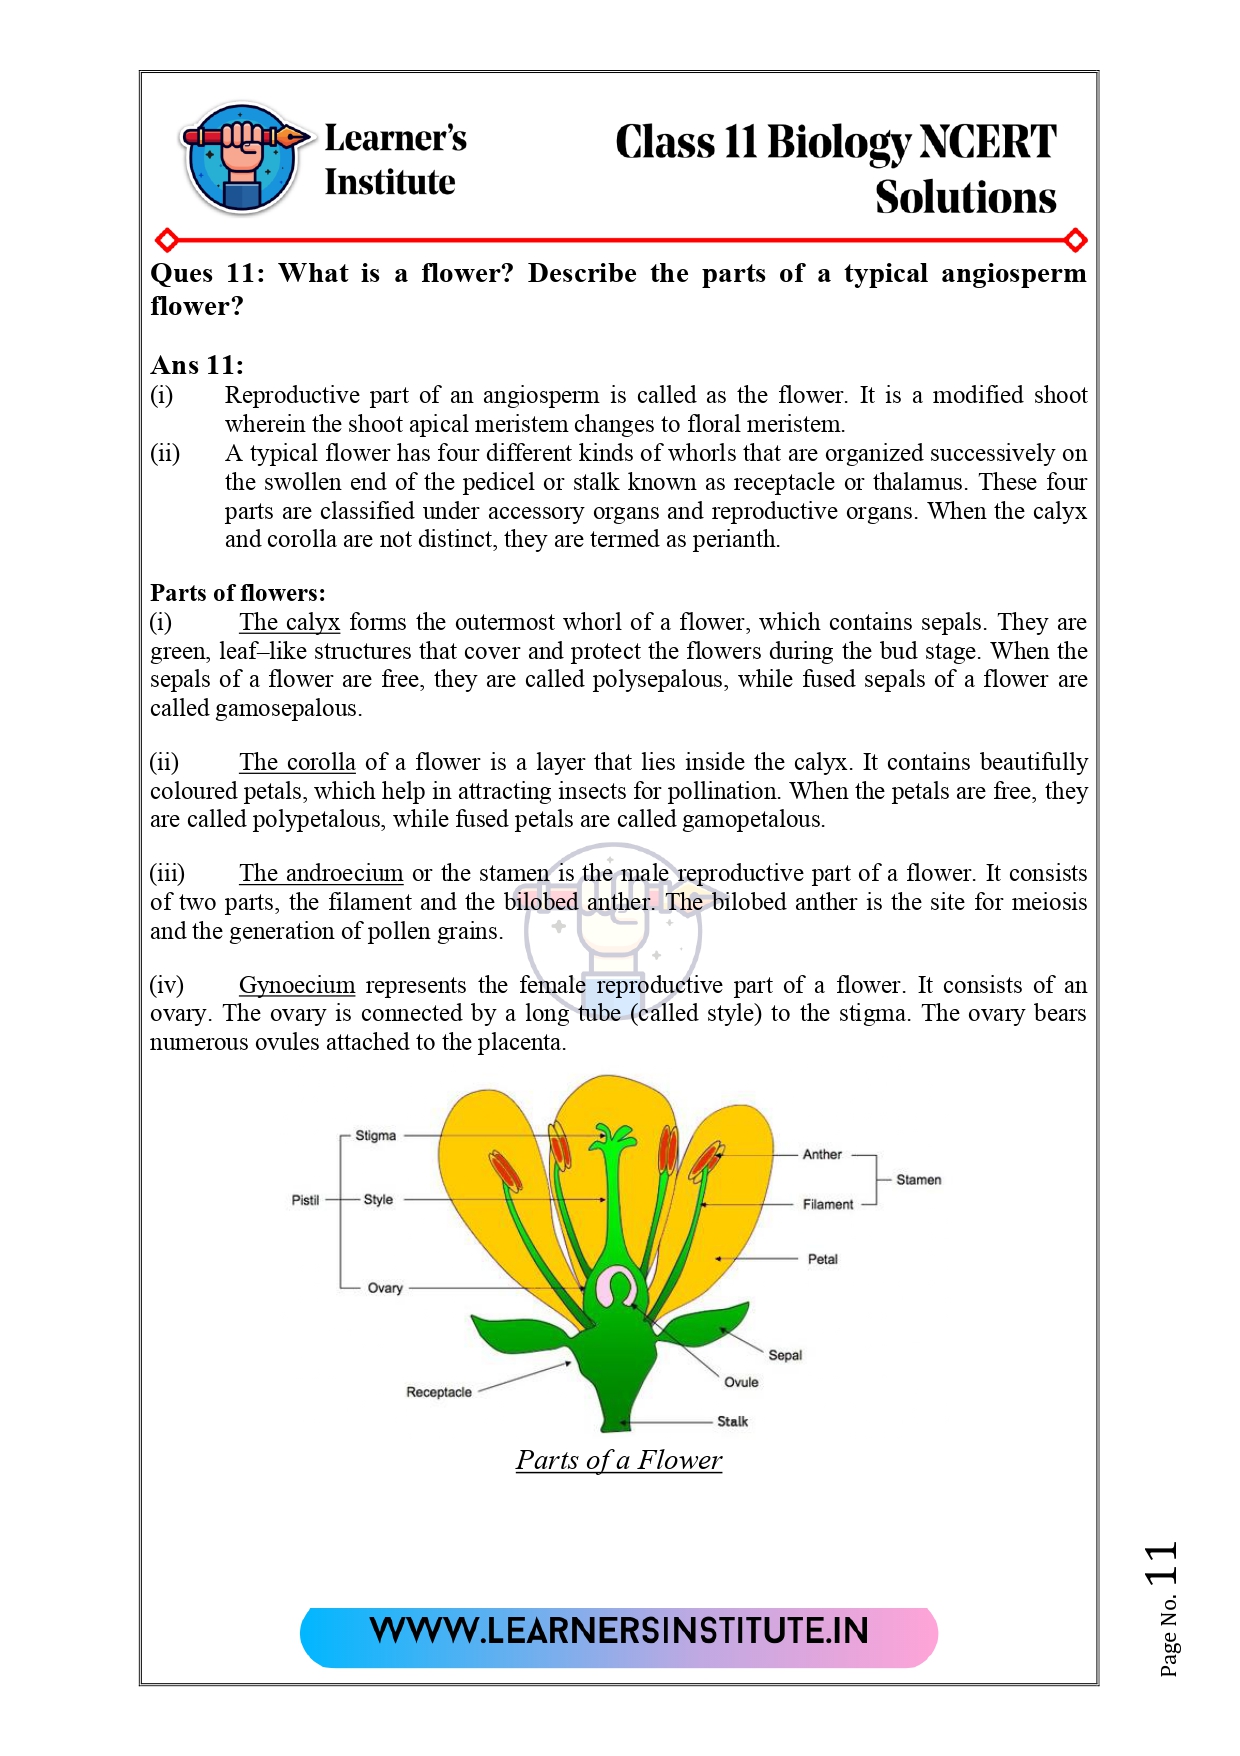 Learner's
Institute
Class 11 Biology NCERT
Solutions
Ques 11: What is a flower? Describe the parts of a typical angiosperm
flower?
Ans 11:
(i) Reproductive part of an angiosperm is called as the flower. It is a modified shoot
wherein the shoot apical meristem changes to floral meristem.
(ii) A typical flower has four different kinds of whorls that are organized successively on
the swollen end of the pedicel or stalk known as receptacle or thalamus. These four
parts are classified under accessory organs and reproductive organs. When the calyx
and corolla are not distinct, they are termed as perianth.
Parts of flowers:
(i) The calyx forms the outermost whorl of a flower, which contains sepals. They are
green, leaf–like structures that cover and protect the flowers during the bud stage. When the
sepals of a flower are free, they are called polysepalous, while fused sepals of a flower are
called gamosepalous.
(ii) The corolla of a flower is a layer that lies inside the calyx. It contains beautifully
coloured petals, which help in attracting insects for pollination. When the petals are free, they
are called polypetalous, while fused petals are called gamopetalous.
(iii) The androecium or the stamen is the male reproductive part of a flower. It consists
of two parts, the filament and the bilobed anther. The bilobed anther is the site for meiosis
and the generation of pollen grains.
(iv) Gynoecium represents the female reproductive part of a flower. It consists of an
ovary. The ovary is connected by a long tube (called style) to the stigma. The ovary bears
numerous ovules attached to the placenta.
Stigma
Anther
Stamen
Pistil
Style
Filament
Petal
Ovary
Sepal
Ovule
Receptacle
Stalk
Parts of a Flower
WWW.LEARNERSINSTITUTE.IN
Page No. 11